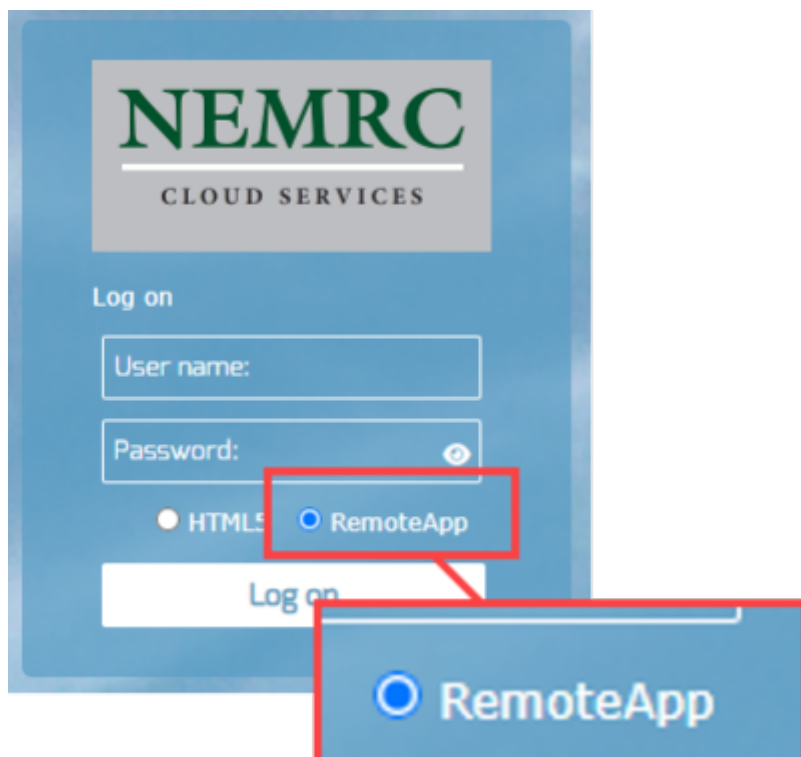 NEMRC
CLOUD SERVICES
Log on
User name:
Password:
HTML5 RemoteApp
Log on
RemoteApp